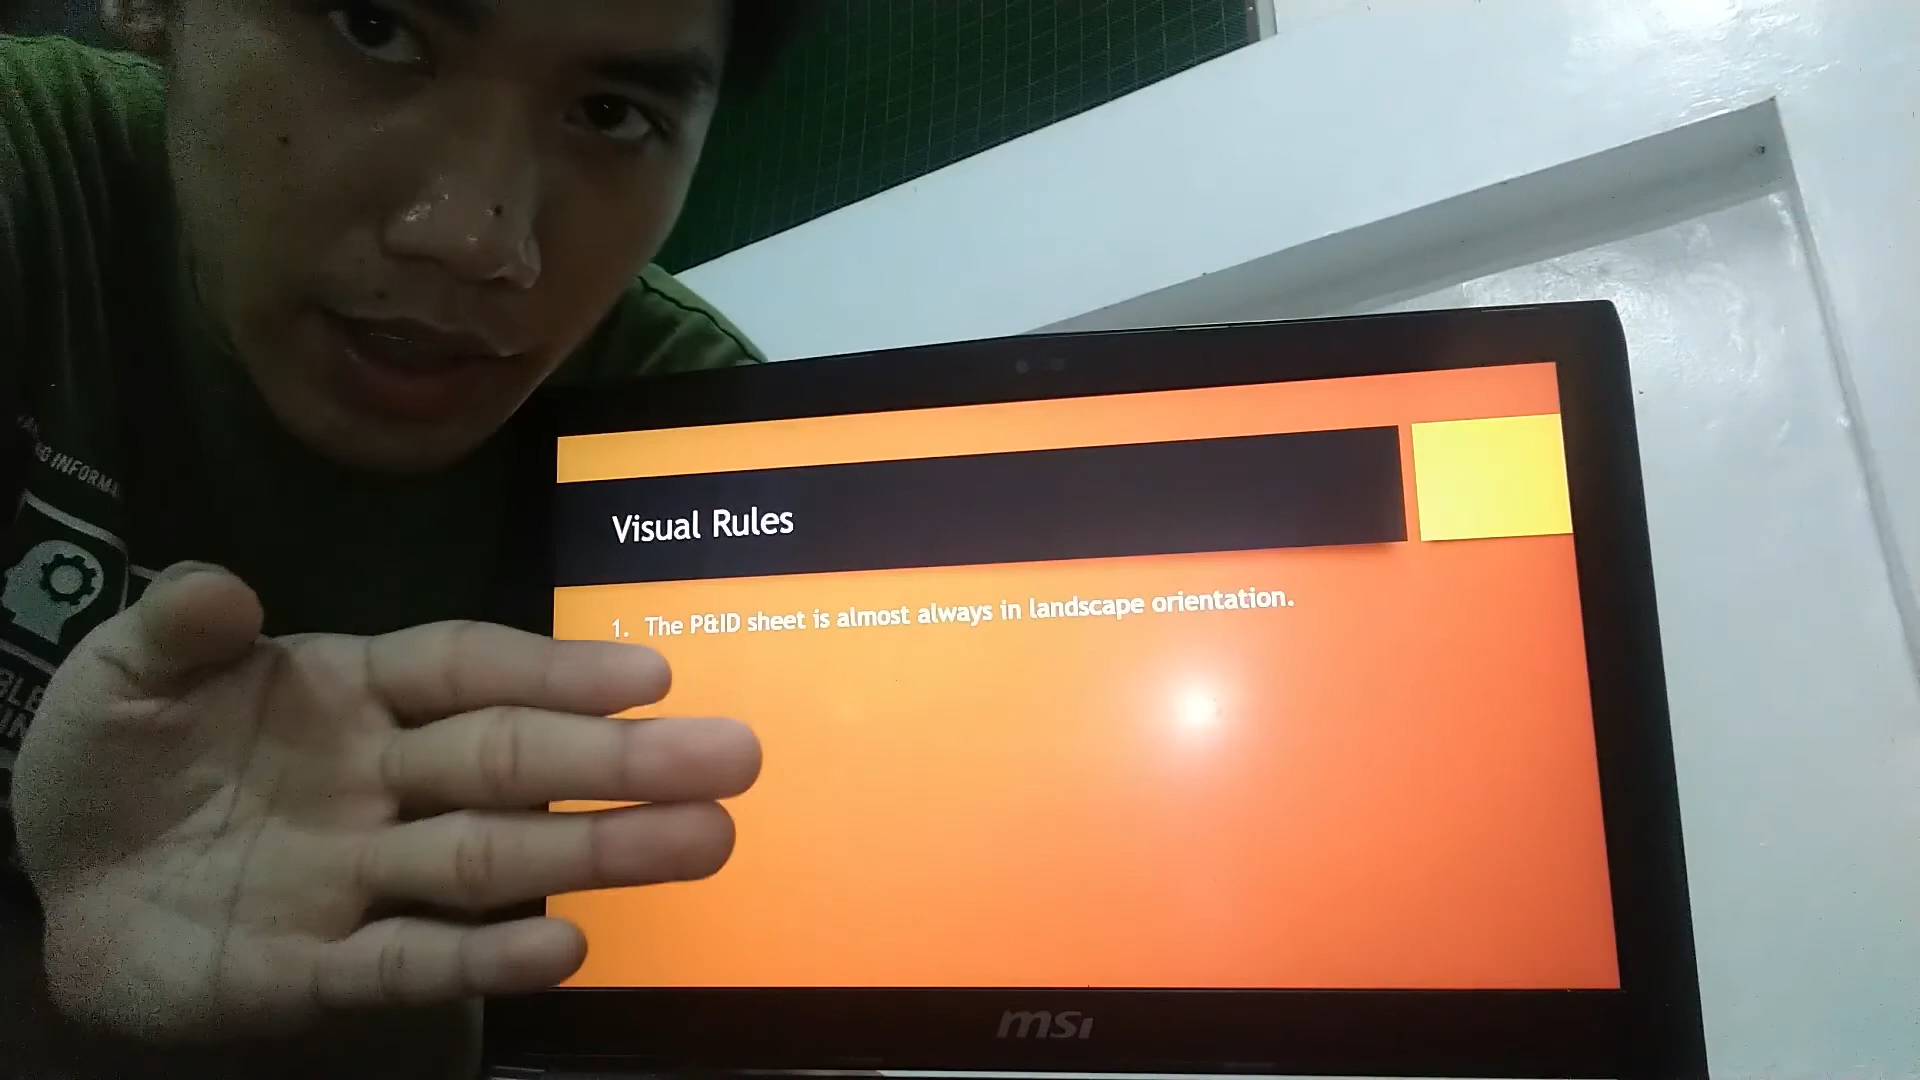 Visual Rules
1. The P&ID sheet is almost always in landscape orientation.
msi